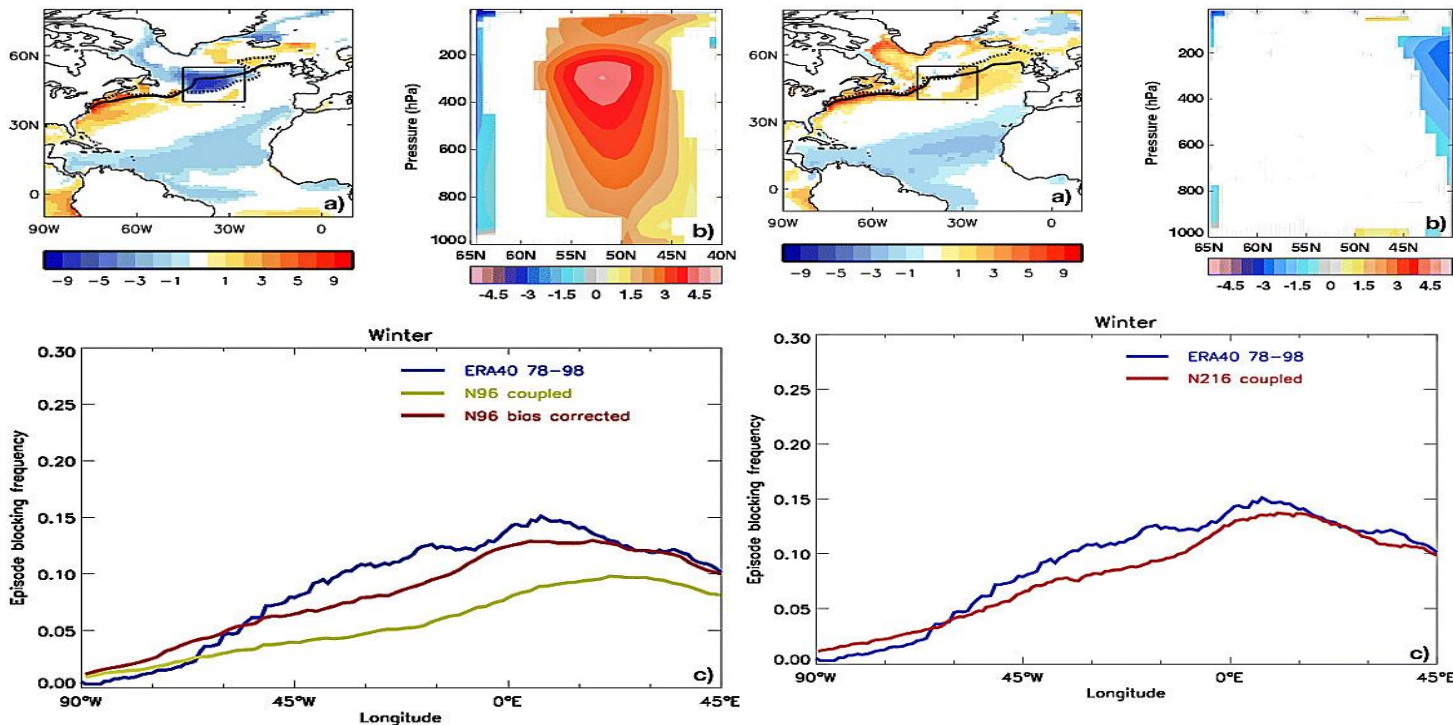 60N
30N
0
90W 60W 30W 0
a)
-9 -5 -3 -1 1 3 5 9
Pressure (hPa)
200
400
600
800
1000
65N 60N 55N 50N 45N 40N
b)
-4.5 -3 -1.5 0 1.5 3 4.5
60N
30N
0
90W 60W 30W 0
a)
-9 -5 -3 -1 1 3 5 9
Pressure (hPa)
200
400
600
800
1000
65N 60N 55N 50N 45N
b)
-4.5 -3 -1.5 0 1.5 3 4.5
Winter
Episode blocking frequency
0.30
0.25
0.20
0.15
0.10
0.05
0.00
ERA40 78-98
N96 coupled
N96 bias corrected
c)
90°W 45°W 0°E 45°E
Longitude
Winter
Episode blocking frequency
0.30
0.25
0.20
0.15
0.10
0.05
0.00
ERA40 78-98
N216 coupled
c)
90°W 45°W 0°E 45°E
Longitude